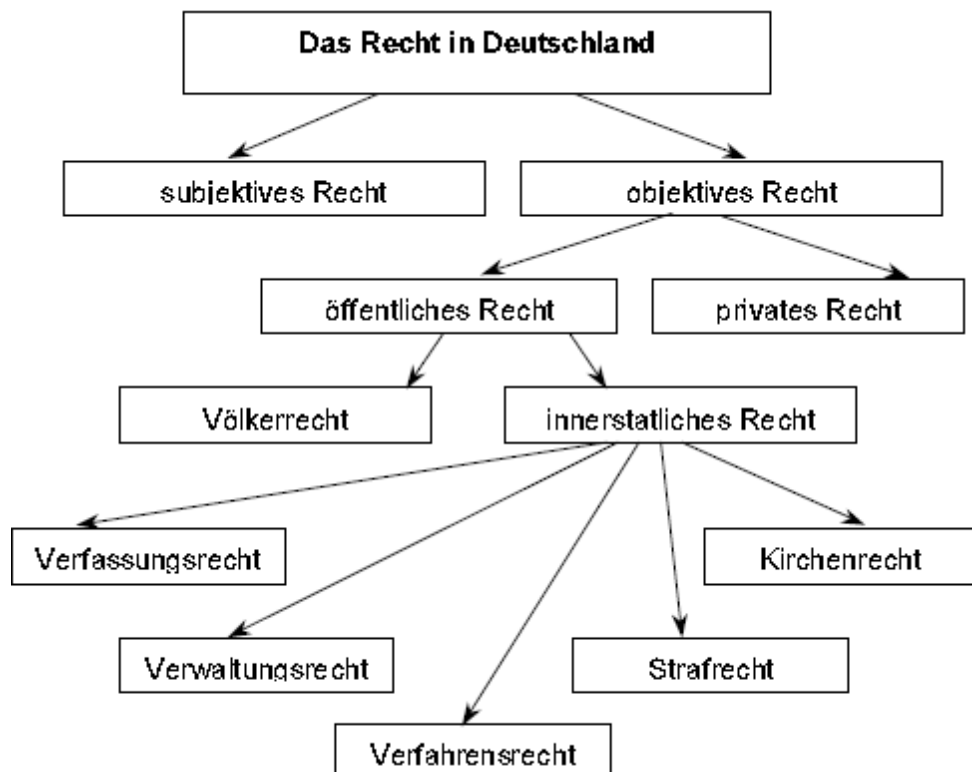 Das Recht in Deutschland
subjektives Recht
objektives Recht
öffentliches Recht
privates Recht
Völkerrecht
innerstatliches Recht
Verfassungsrecht
Kirchenrecht
Verwaltungsrecht
Strafrecht
Verfahrensrecht